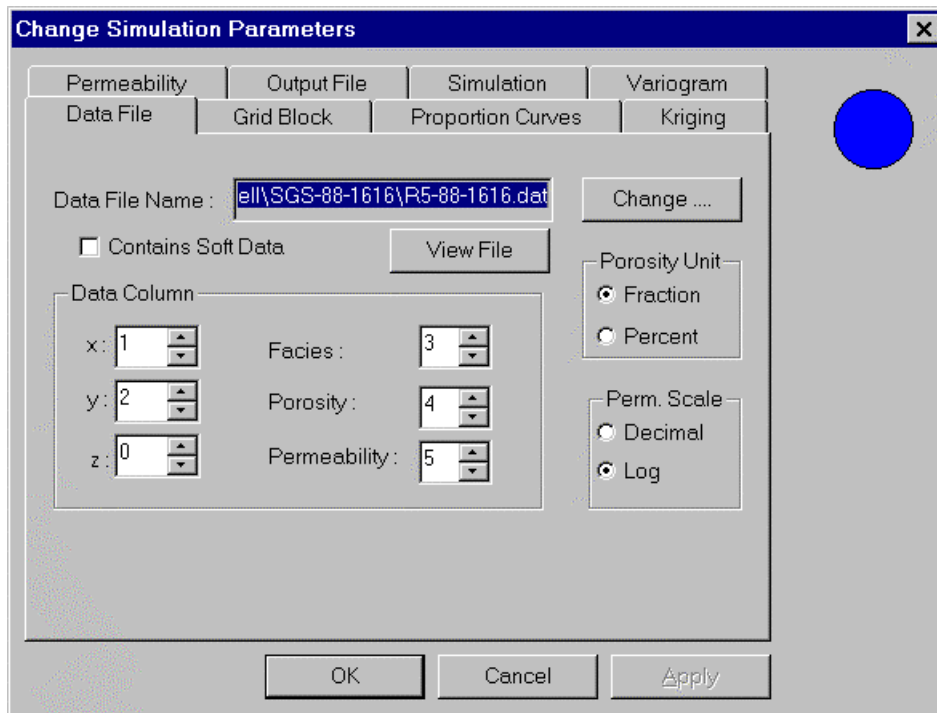 Change Simulation Parameters
Permeability Output File Simulation Variogram
Data File Grid Block Proportion Curves Kriging
Data File Name : ell\SGS-88-1616\R5-88-1616.dat Change ....
Contains Soft Data View File
Porosity Unit
Fraction
Percent
Data Column
x: 1 Facies : 3
y: 2 Porosity : 4
z: 0 Permeability : 5
Perm. Scale
Decimal
Log
OK Cancel Apply